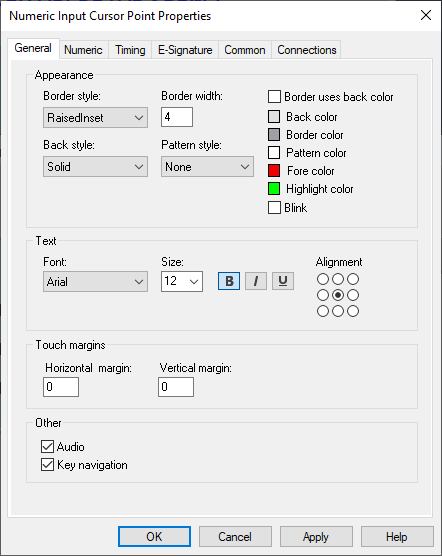 Numeric Input Cursor Point Properties
General Numeric Timing E-Signature Common Connections
Appearance
Border style: Border width:
RaisedInset 4
Back style: Pattern style:
Solid None
Border uses back color
Back color
Border color
Pattern color
Fore color
Highlight color
Blink
Text
Font: Size: Alignment
Arial 12 B I U
Touch margins
Horizontal margin: Vertical margin:
0 0
Other
Audio
Key navigation
OK Cancel Apply Help